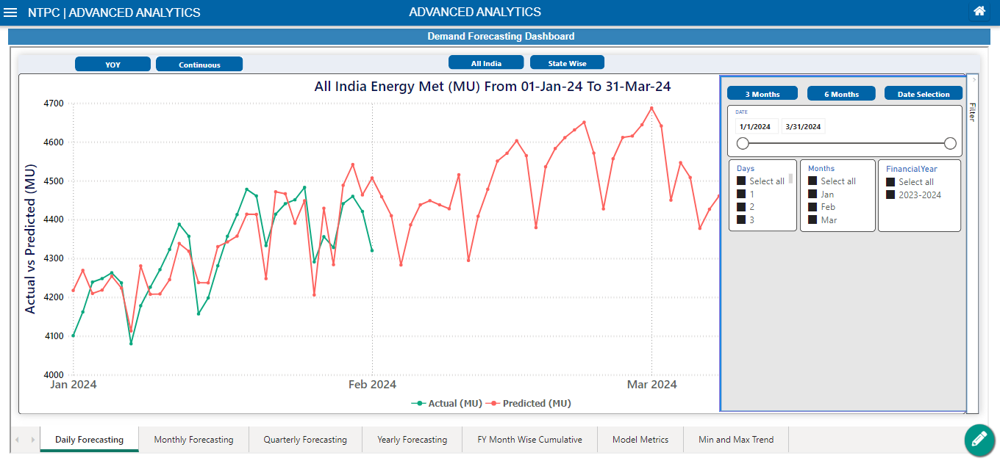 NTPC | ADVANCED ANALYTICS
ADVANCED ANALYTICS
Demand Forecasting Dashboard
YOY
Continuous
All India
State Wise
All India Energy Met (MU) From 01-Jan-24 To 31-Mar-24
Actual vs Predicted (MU)
4700
4600
4500
4400
4300
4200
4100
4000
Jan 2024
Feb 2024
Mar 2024
Actual (MU)
Predicted (MU)
3 Months
6 Months
Date Selection
DATE
1/1/2024
3/31/2024
Days
Select all
1
2
3
Months
Select all
Jan
Feb
Mar
FinancialYear
Select all
2023-2024
Filter
Daily Forecasting
Monthly Forecasting
Quarterly Forecasting
Yearly Forecasting
FY Month Wise Cumulative
Model Metrics
Min and Max Trend